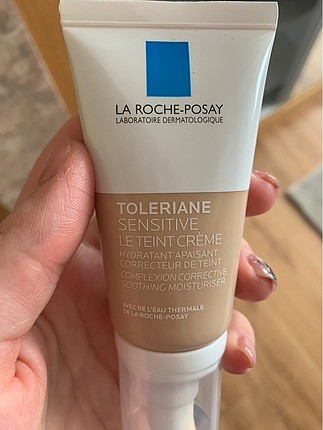 LA ROCHE-POSAY
LABORATOIRE DERMATOLOGIQUE
TOLERIANE
SENSITIVE
LE TEINT CRÈME
HYDRATANT APAISANT
CORRECTEUR DE TEINT
COMPLEXION CORRECTIVE
SOOTHING MOISTURISER
AVEC DE L'EAU THERMALE
DE LA ROCHE-POSAY